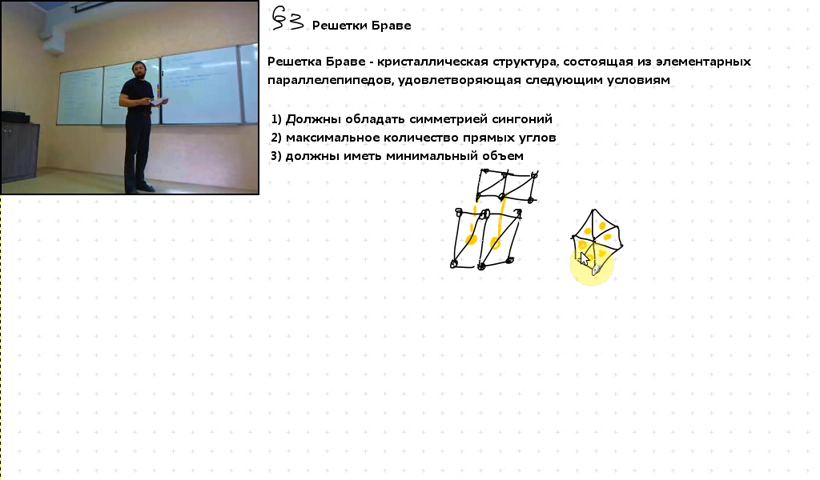 §3 Решетки Браве
Решетка Браве - кристаллическая структура, состоящая из элементарных
параллелепипедов, удовлетворяющая следующим условиям
1) Должны обладать симметрией сингоний
2) максимальное количество прямых углов
3) должны иметь минимальный объем